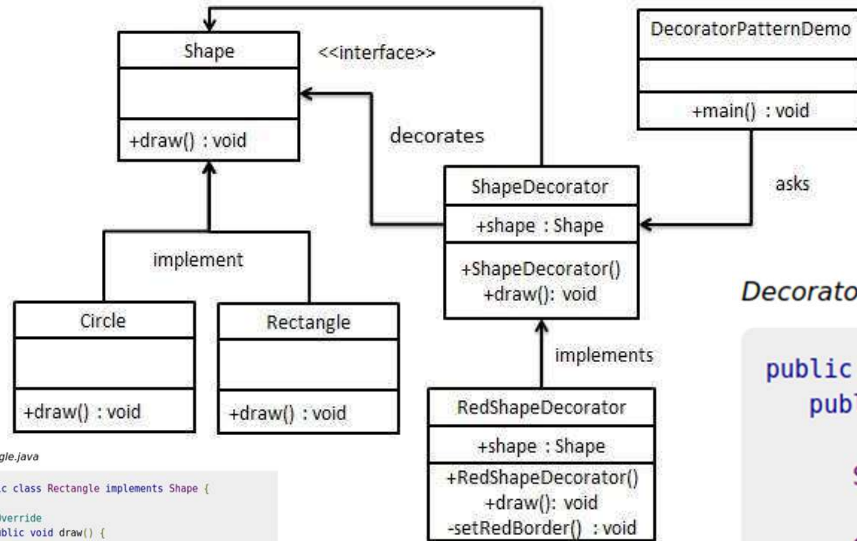 Shape
<<interface>>
+draw() : void
DecoratorPatternDemo
+main() : void
decorates
asks
ShapeDecorator
+shape : Shape
+ShapeDecorator()
+draw(): void
implement
Circle
+draw() : void
Rectangle
+draw() : void
implements
RedShapeDecorator
+shape : Shape
+RedShapeDecorator()
+draw(): void
-setRedBorder() : void
gle.java
ic class Rectangle implements Shape {
verride
ublic void draw() {
Decorato
public